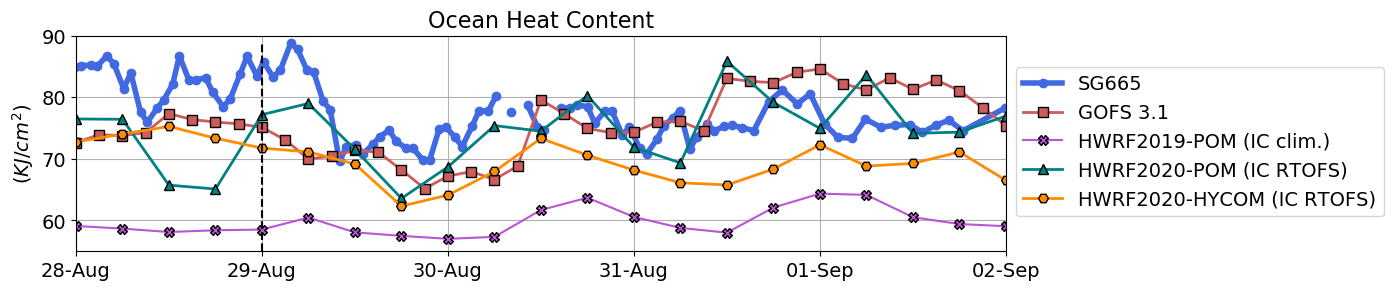 Ocean Heat Content
(KJ/cm²)
90
80
70
60
28-Aug
29-Aug
30-Aug
31-Aug
01-Sep
02-Sep
SG665
GOFS 3.1
HWRF2019-POM (IC clim.)
HWRF2020-POM (IC RTOFS)
HWRF2020-HYCOM (IC RTOFS)